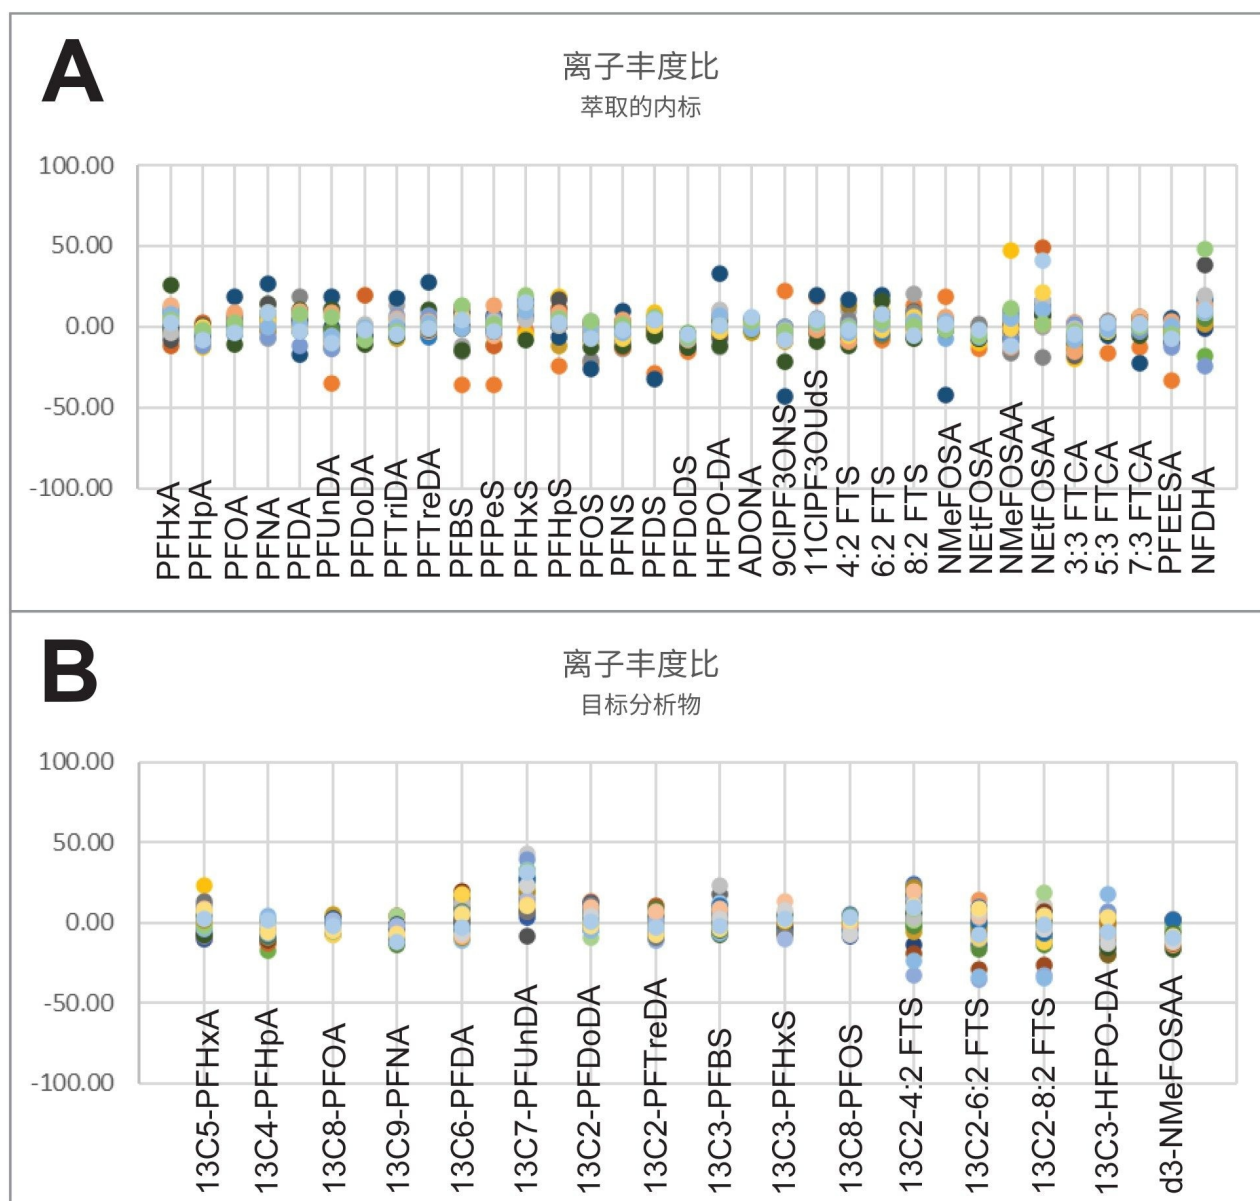 A
离子丰度比
萃取的内标
100.00
50.00
0.00
-50.00
-100.00
PFHxA
PFHpA
PFOA
PFNA
PFDA
PFUnDA
PFDoDA
PFTriDA
PFTreDA
PFBS
PFPeS
PFHxS
PFHpS
PFOS
PFNS
PFDS
PFDoDS
HFPO-DA
ADONA
9ClPF3ONS
11ClPF3OUdS
4:2 FTS
6:2 FTS
8:2 FTS
NMeFOSA
NEtFOSA
NMeFOSAA
NEtFOSAA
3:3 FTCA
5:3 FTCA
7:3 FTCA
PFEESA
NFDHA
B
离子丰度比
目标分析物
100.00
50.00
0.00
-50.00
-100.00
13C5-PFHxA
13C4-PFHpA
13C8-PFOA
13C9-PFNA
13C6-PFDA
13C7-PFUnDA
13C2-PFDoDA
13C2-PFTreDA
13C3-PFBS
13C3-PFHxS
13C8-PFOS
13C2-4:2 FTS
13C2-6:2 FTS
13C2-8:2 FTS
13C3-HFPO-DA
d3-NMeFOSAA